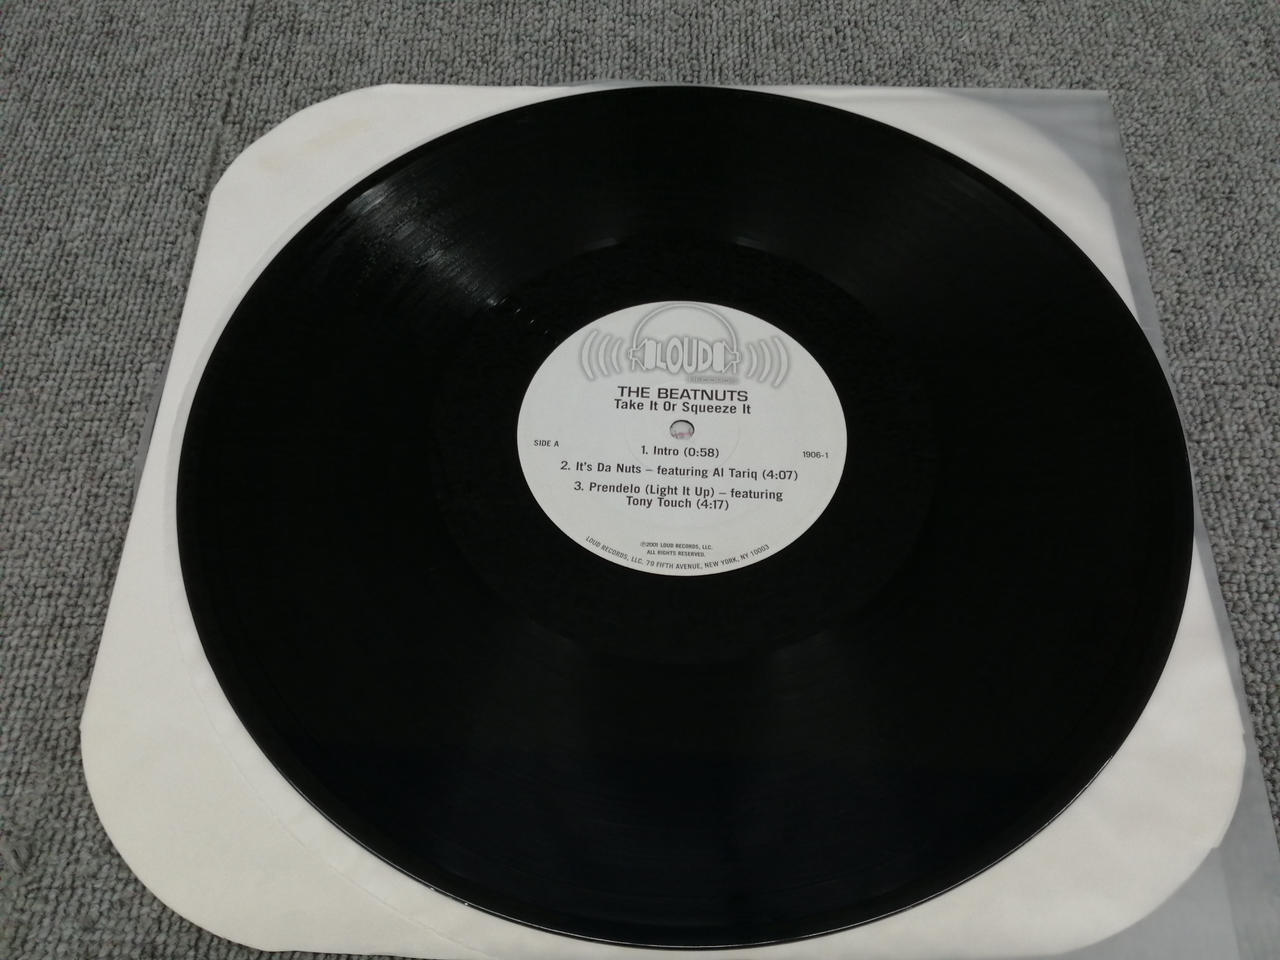 LOUD
RECORDS
THE BEATNUTS
Take It Or Squeeze It
SIDE A
1906-1
1. Intro (0:58)
2. It's Da Nuts – featuring Al Tariq (4:07)
3. Prendelo (Light It Up) – featuring
Tony Touch (4:17)
℗2001 LOUD RECORDS, LLC.
ALL RIGHTS RESERVED.
LOUD RECORDS, LLC. 79 FIFTH AVENUE, NEW YORK, NY 10003